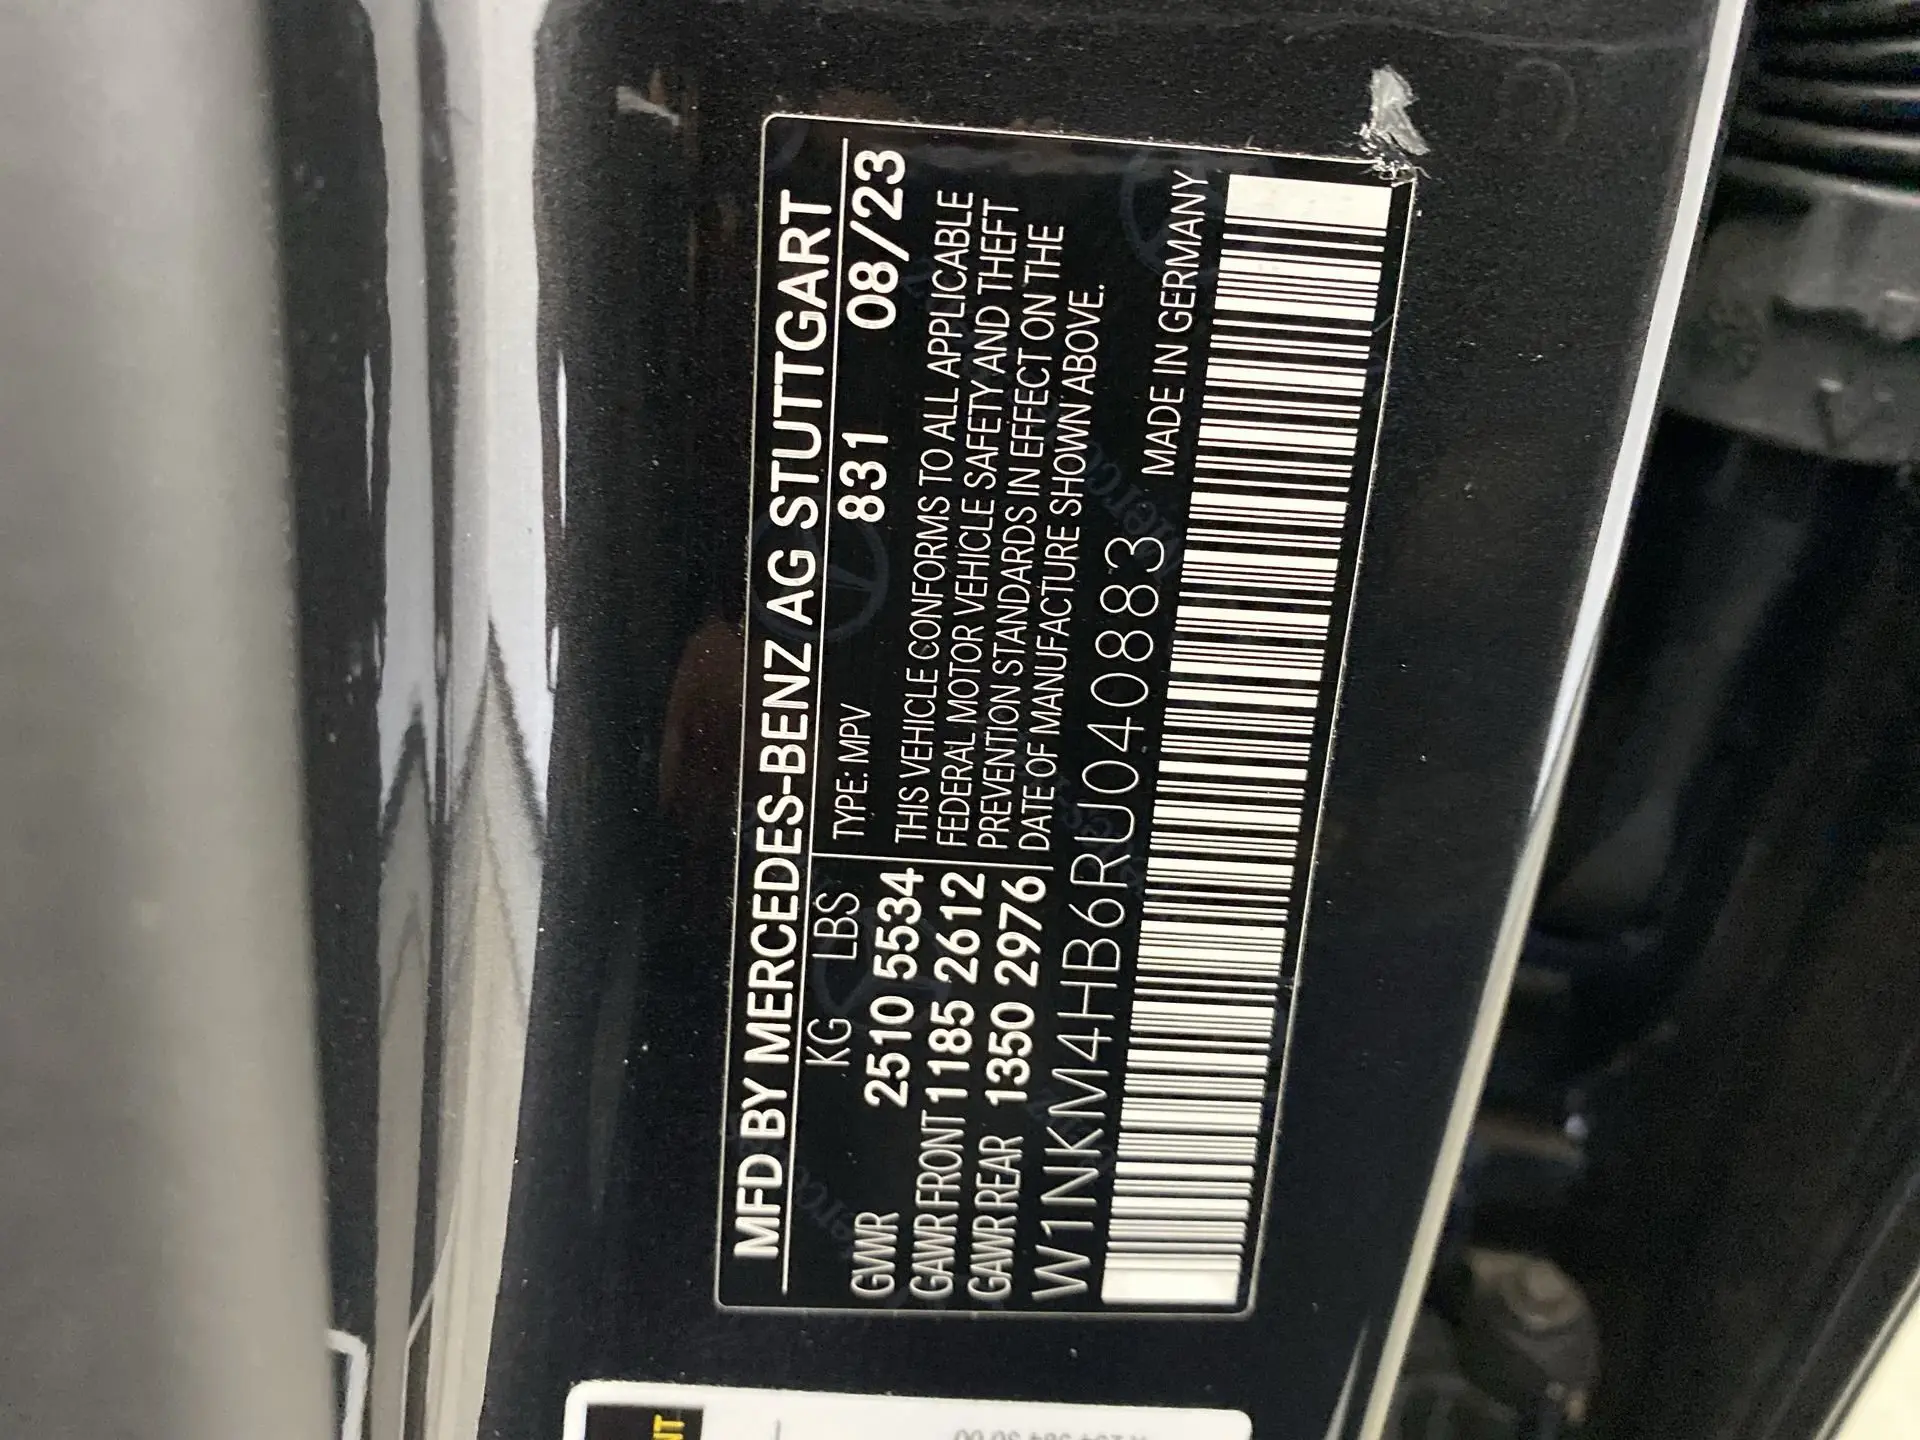 MFD BY MERCEDES-BENZ AG STUTTGART
KG LBS
TYPE: MPV 831 08/23
GVWR 2510 5534
GAWR FRONT 1185 2612
GAWR REAR 1350 2976
THIS VEHICLE CONFORMS TO ALL APPLICABLE
FEDERAL MOTOR VEHICLE SAFETY AND THEFT
PREVENTION STANDARDS IN EFFECT ON THE
DATE OF MANUFACTURE SHOWN ABOVE.
W1NKM4HB6RU040883
MADE IN GERMANY